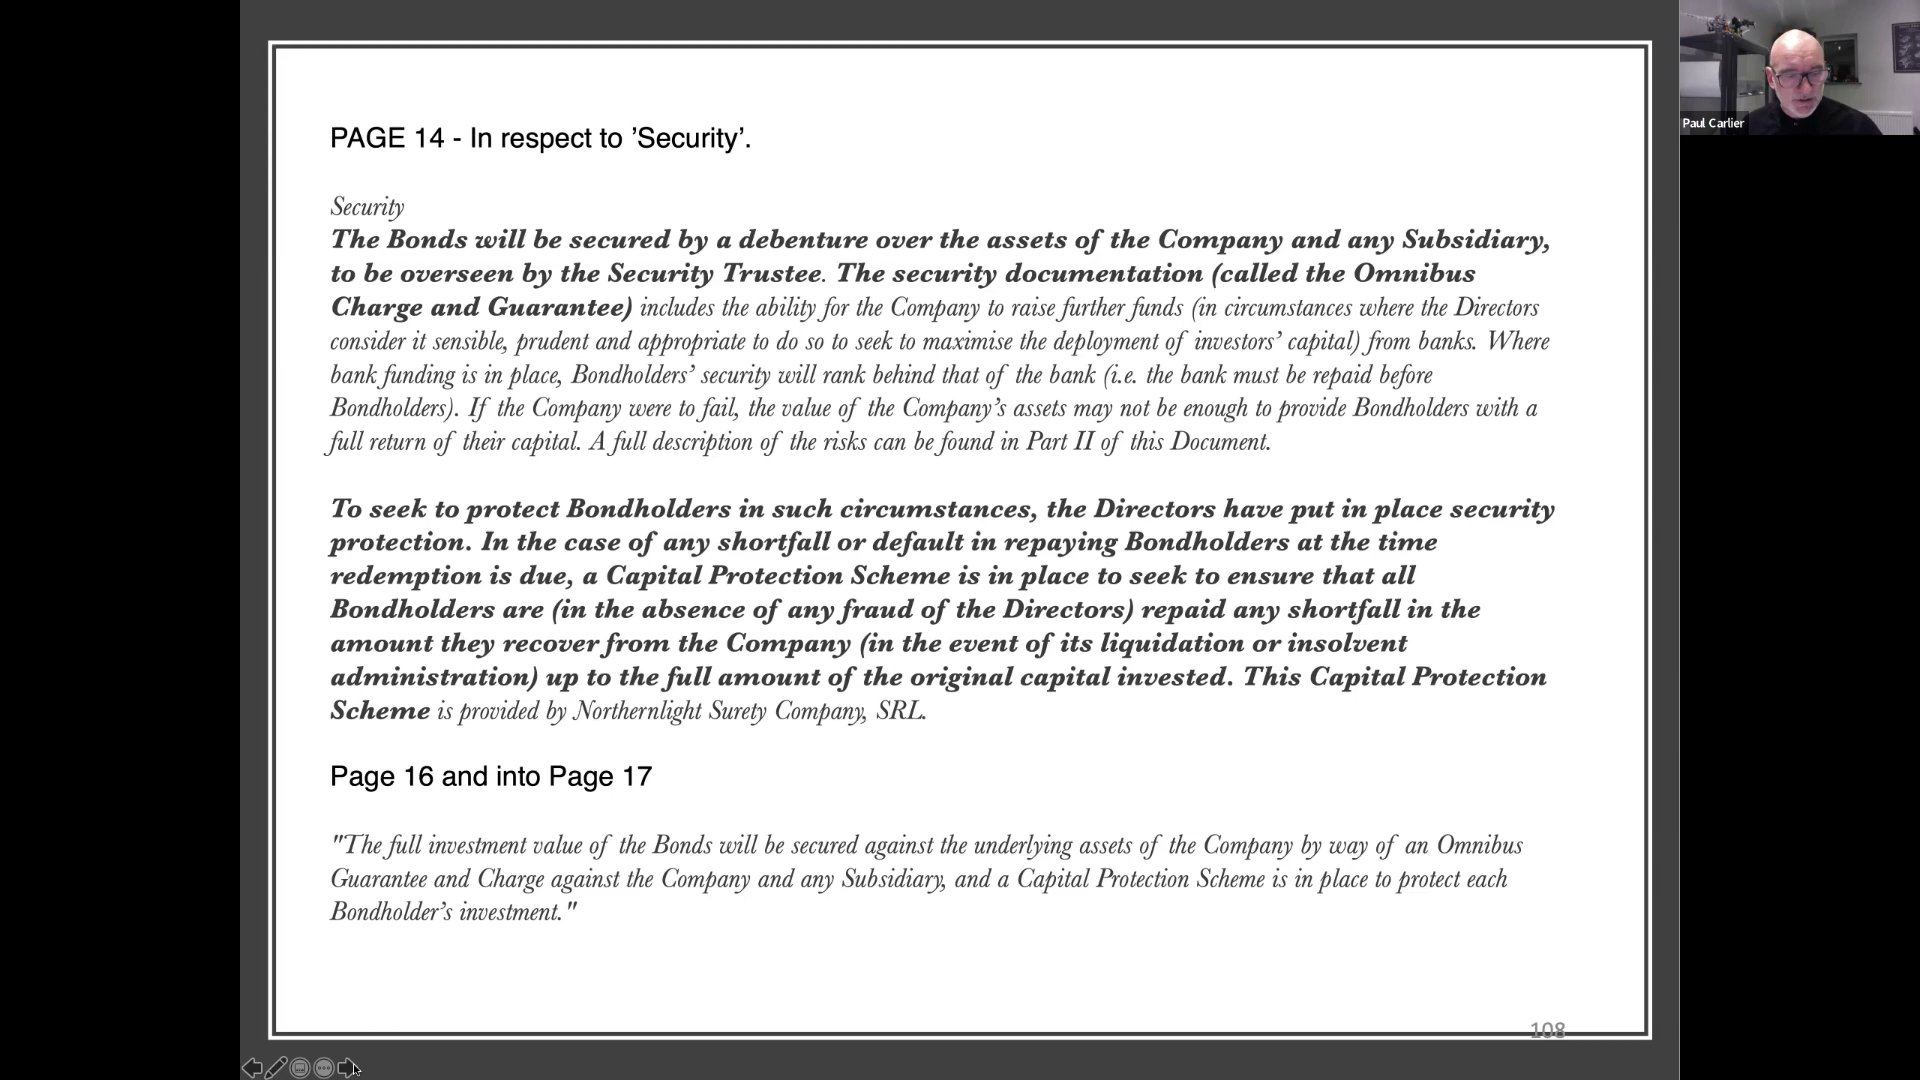 PAGE 14 - In respect to ’Security’.
Security
The Bonds will be secured by a debenture over the assets of the Company and any Subsidiary,
to be overseen by the Security Trustee. The security documentation (called the Omnibus
Charge and Guarantee) includes the ability for the Company to raise further funds (in circumstances where the Directors
consider it sensible, prudent and appropriate to do so to seek to maximise the deployment of investors’ capital) from banks. Where
bank funding is in place, Bondholders’ security will rank behind that of the bank (i.e. the bank must be repaid before
Bondholders). If the Company were to fail, the value of the Company’s assets may not be enough to provide Bondholders with a
full return of their capital. A full description of the risks can be found in Part II of this Document.
To seek to protect Bondholders in such circumstances, the Directors have put in place security
protection. In the case of any shortfall or default in repaying Bondholders at the time
redemption is due, a Capital Protection Scheme is in place to seek to ensure that all
Bondholders are (in the absence of any fraud of the Directors) repaid any shortfall in the
amount they recover from the Company (in the event of its liquidation or insolvent
administration) up to the full amount of the original capital invested. This Capital Protection
Scheme is provided by Northernlight Surety Company, SRL.
Page 16 and into Page 17
"The full investment value of the Bonds will be secured against the underlying assets of the Company by way of an Omnibus
Guarantee and Charge against the Company and any Subsidiary, and a Capital Protection Scheme is in place to protect each
Bondholder’s investment."
108
Paul Carlier